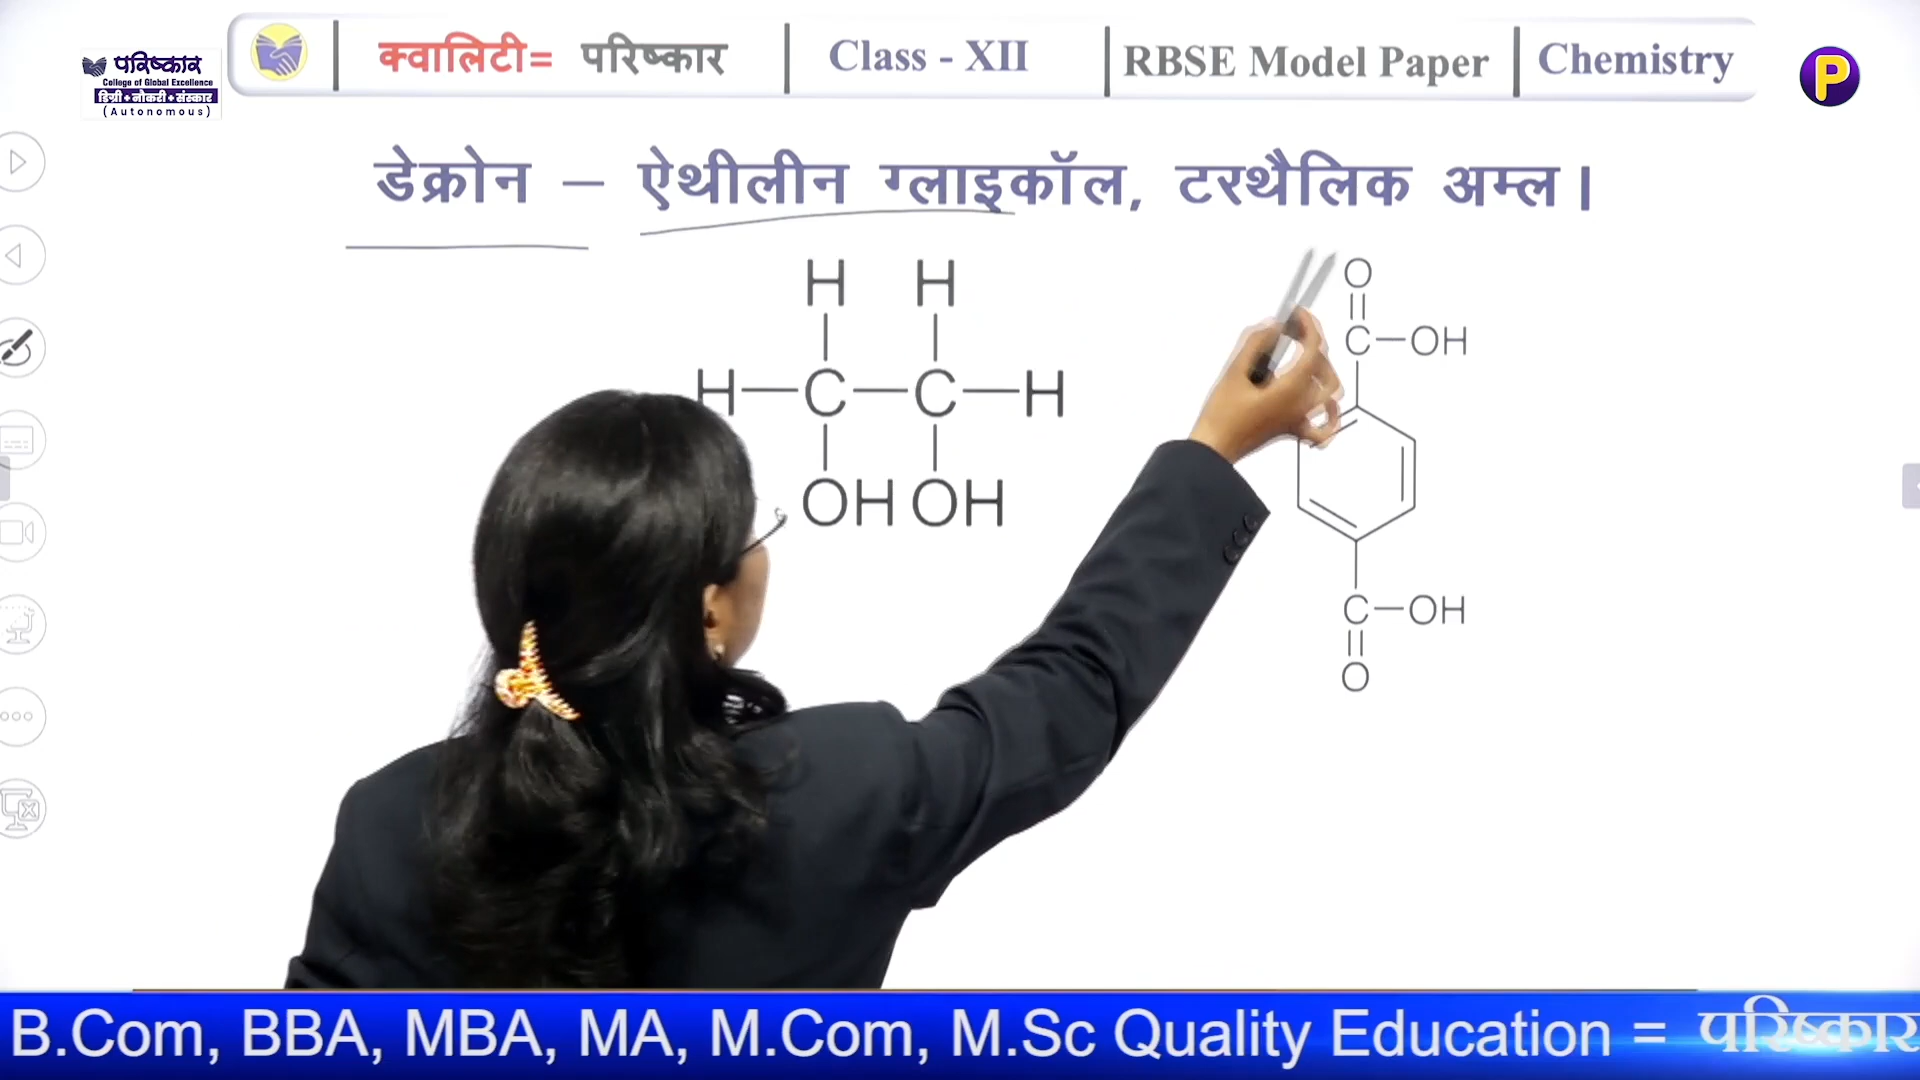 परिष्कार
College of Global Excellence
डिग्री + नौकरी + संस्कार
(Autonomous)
क्वालिटी= परिष्कार
Class - XII
RBSE Model Paper
Chemistry
P
डेक्रोन – ऐथीलीन ग्लाइकॉल, टरथैलिक अम्ल।
H H
H—C—C—H
OH OH
O
C—OH
C—OH
O
B.Com, BBA, MBA, MA, M.Com, M.Sc Quality Education = परिष्कार